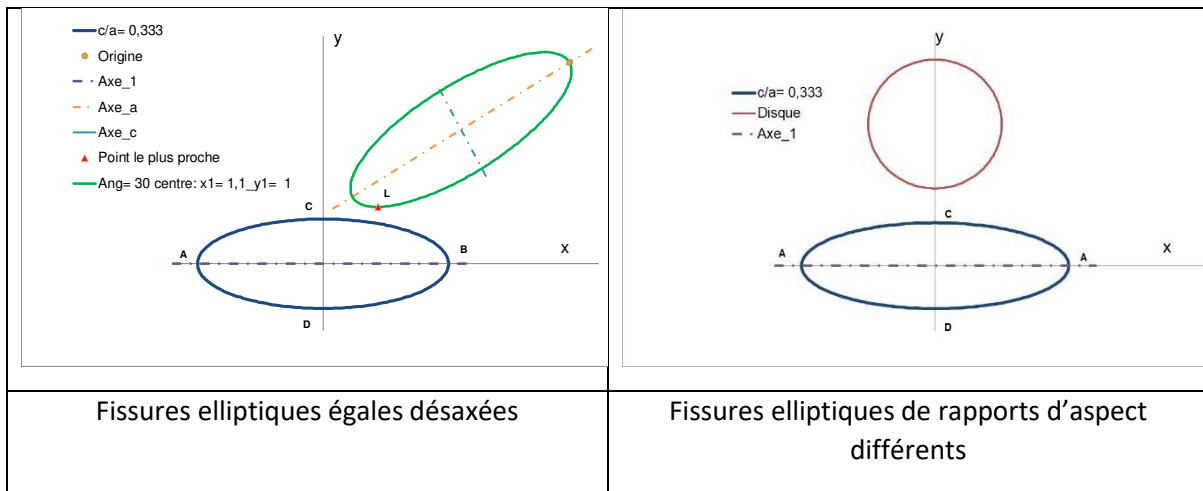 c/a= 0,333
Origine
Axe_1
Axe_a
Axe_c
Point le plus proche
Ang= 30 centre: x1= 1,1_y1= 1
y
L
C
A
B
X
D
y
c/a= 0,333
Disque
Axe_1
C
X
A
A
D
Fissures elliptiques égales désaxées
Fissures elliptiques de rapports d’aspect
différents